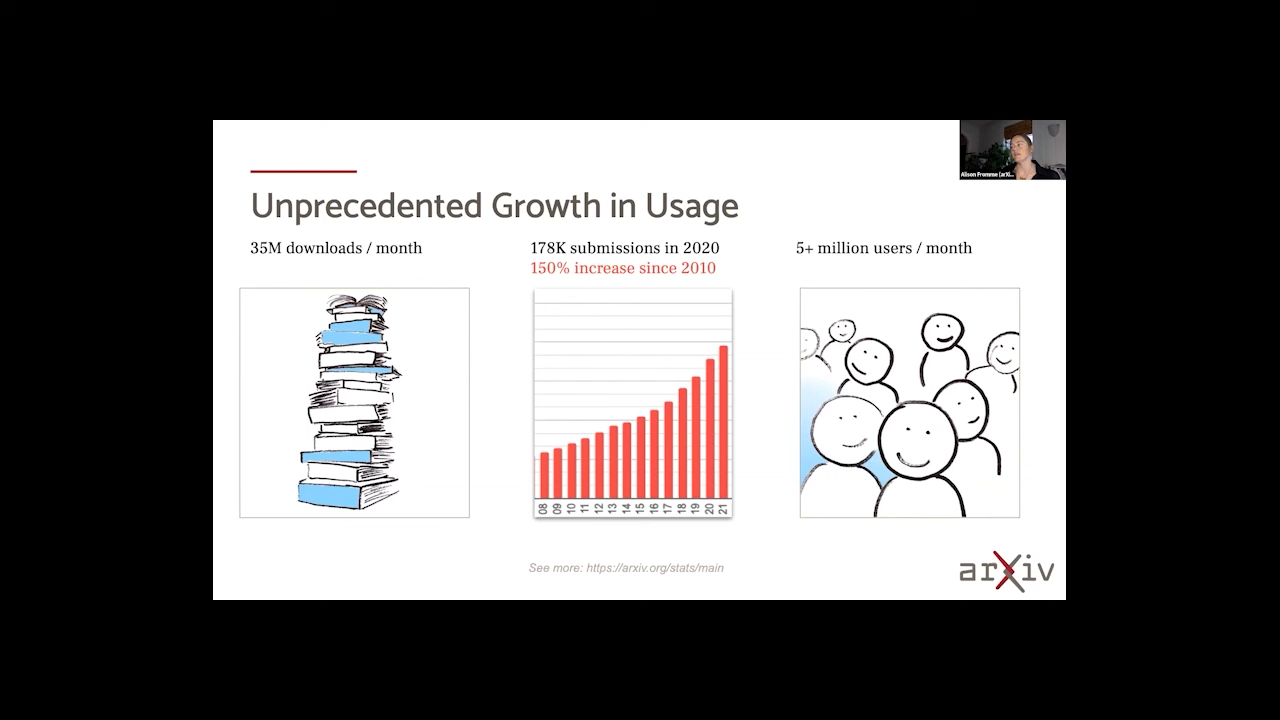 Alison Fromme (arXi...
Unprecedented Growth in Usage
35M downloads / month
178K submissions in 2020
150% increase since 2010
5+ million users / month
08 09 10 11 12 13 14 15 16 17 18 19 20 21
See more: https://arxiv.org/stats/main
arXiv